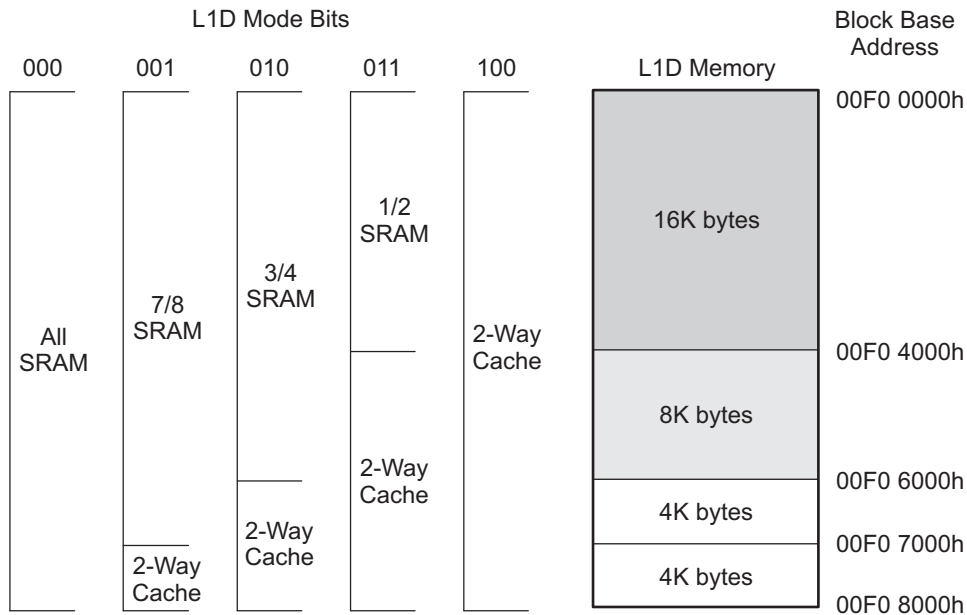 L1D Mode Bits
000
001
010
011
100
L1D Memory
Block Base
Address
All
SRAM
7/8
SRAM
2-Way
Cache
3/4
SRAM
2-Way
Cache
1/2
SRAM
2-Way
Cache
2-Way
Cache
16K bytes
8K bytes
4K bytes
4K bytes
00F0 0000h
00F0 4000h
00F0 6000h
00F0 7000h
00F0 8000h